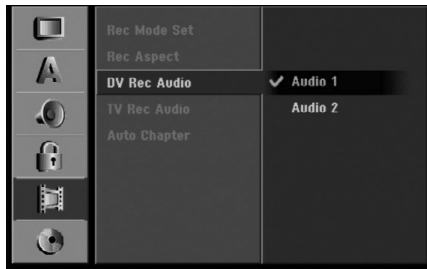 Rec Mode Set
Rec Aspect
DV Rec Audio
TV Rec Audio
Auto Chapter
Audio 1
Audio 2